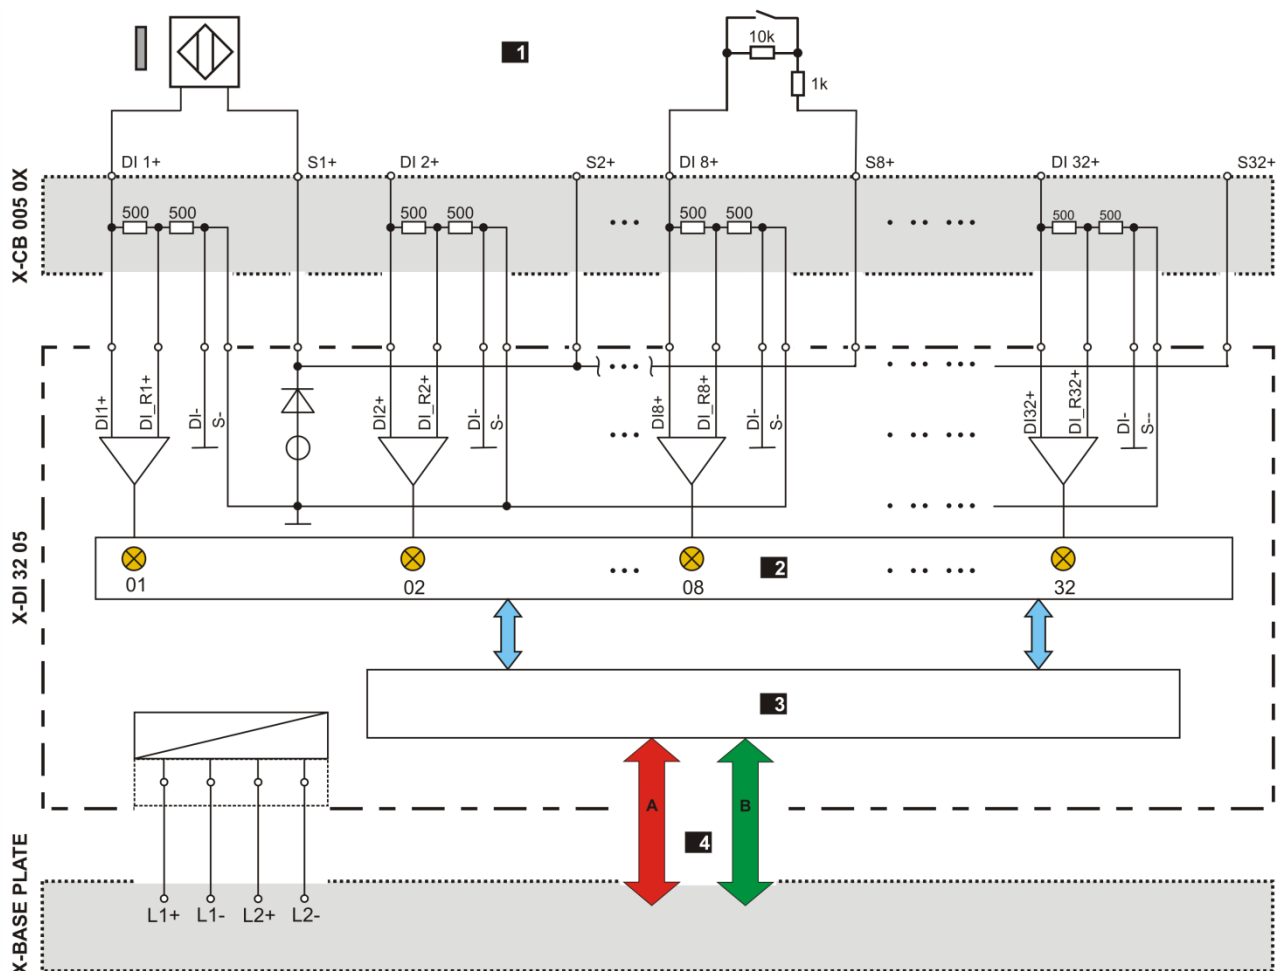 1
10k
1k
DI 1+
S1+
DI 2+
S2+
DI 8+
S8+
DI 32+
S32+
X-CB 005 0X
500 500
500 500
500 500
500 500
DI1+
DI_R1+
DI-
S-
DI2+
DI_R2+
DI-
S-
DI8+
DI_R8+
DI-
S-
DI32+
DI_R32+
DI-
S--
X-DI 32 05
01
02
2
08
32
3
A
B
4
X-BASE PLATE
L1+ L1- L2+ L2-